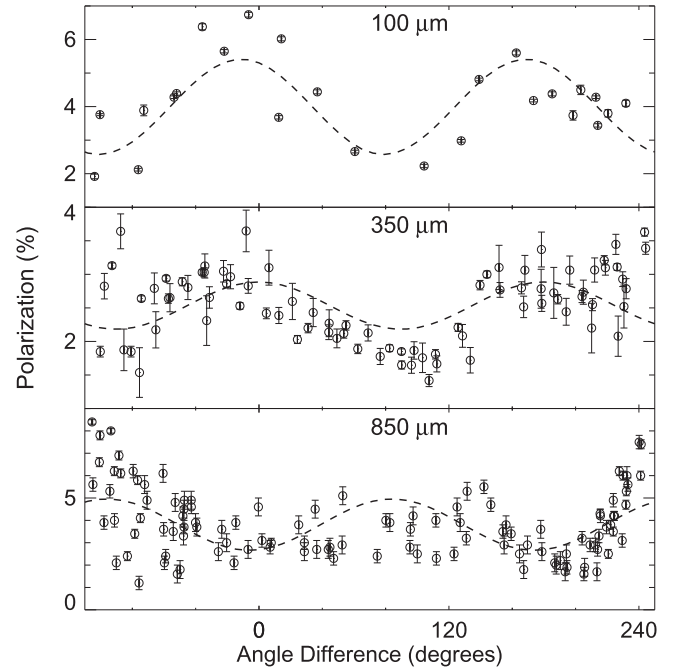 100 μm
6
4
2
350 μm
4
2
Polarization (%)
850 μm
5
0
0
120
240
Angle Difference (degrees)